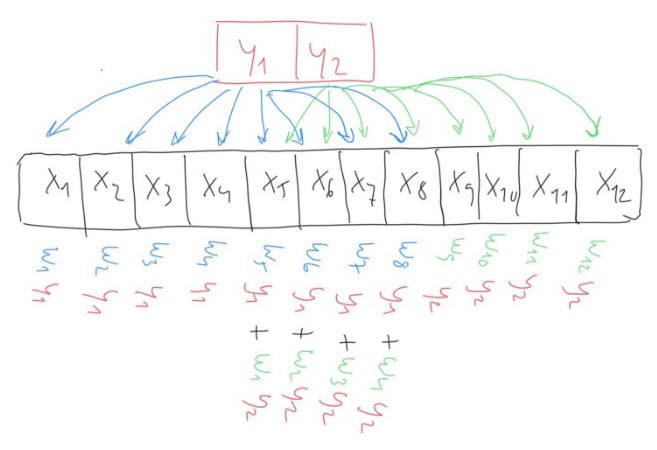 y1 y2
x1 x2 x3 x4 x5 x6 x7 x8 x9 x10 x11 x12
w1 w2 w3 w4 w5 w6 w7 w8 w9 w10 w11 w12
y1 y1 y1 y1 y1 y1 y1 y1 y2 y2 y2 y2
+ + + +
w1 w2 w3 w4
y2 y2 y2 y2